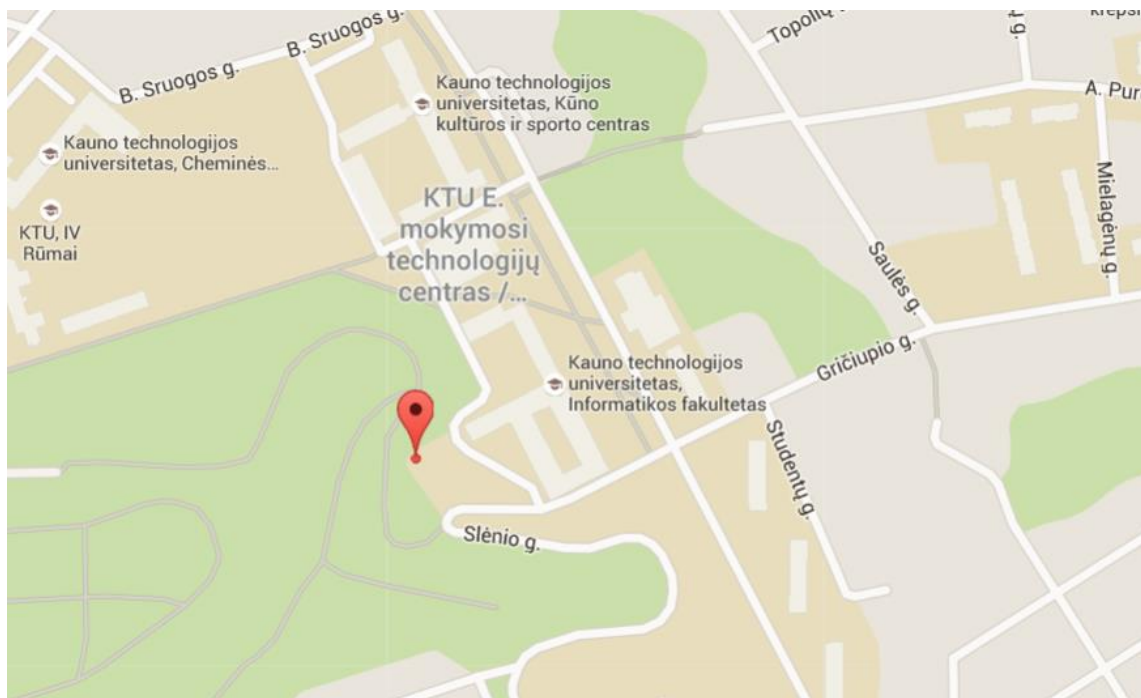 B. Sruogos g.
B. Sruogos g.
Topolių
ų g.
A. Pur
Kauno technologijos
universitetas, Kūno
kultūros ir sporto centras
Kauno technologijos
universitetas, Cheminės...
KTU, IV
Rūmai
KTU E.
mokymosi
technologijų
centras /...
Mielagėnų g.
Saulės g.
Gričiupio g.
Kauno technologijos
universitetas,
Informatikos fakultetas
Studentų g.
Slėnio g.